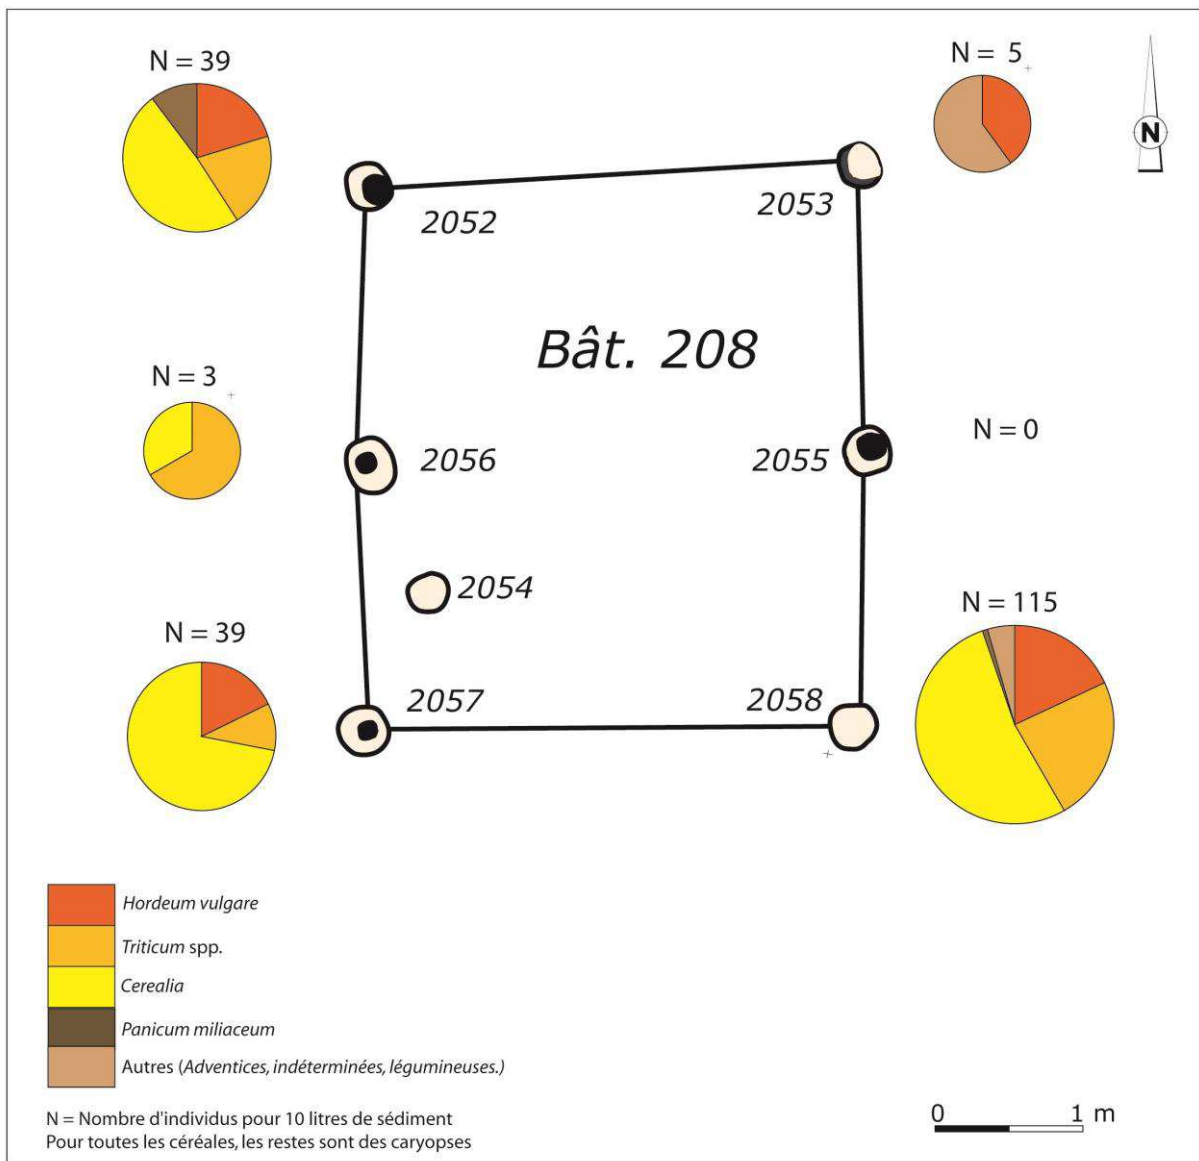 N = 39
N = 5
N
2052
2053
Bât. 208
N = 3
2056
2055
N = 0
2054
N = 39
N = 115
2057
2058
Hordeum vulgare
Triticum spp.
Cerealia
Panicum miliaceum
Autres (Adventices, indéterminées, légumineuses.)
N = Nombre d'individus pour 10 litres de sédiment
Pour toutes les céréales, les restes sont des caryopses
0 1 m